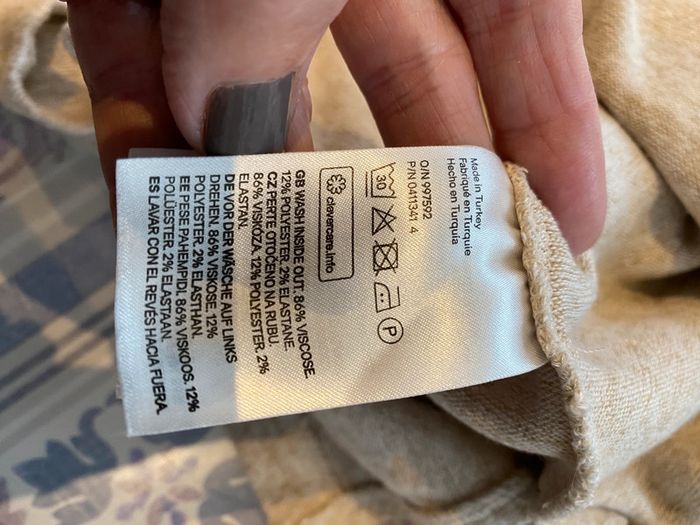 Made in Turkey
Fabriqué en Turquie
Hecho en Turquia
O/N 997592
P/N 0411341 4
30
P
clevercare.info
GB WASH INSIDE OUT. 86% VISCOSE.
12% POLYESTER. 2% ELASTANE.
CZ PERTE OTOČENO NA RUBU.
86% VISKÓZA. 12% POLYESTER. 2%
ELASTAN.
DE VOR DER WÄSCHE AUF LINKS
DREHEN. 86% VISKOSE. 12%
POLYESTER. 2% ELASTHAN.
EE PESE PAHEMPIDI. 86% VISKOOS. 12%
POLÜESTER. 2% ELASTAAN.
ES LAVAR CON EL REVÉS HACIA FUERA.